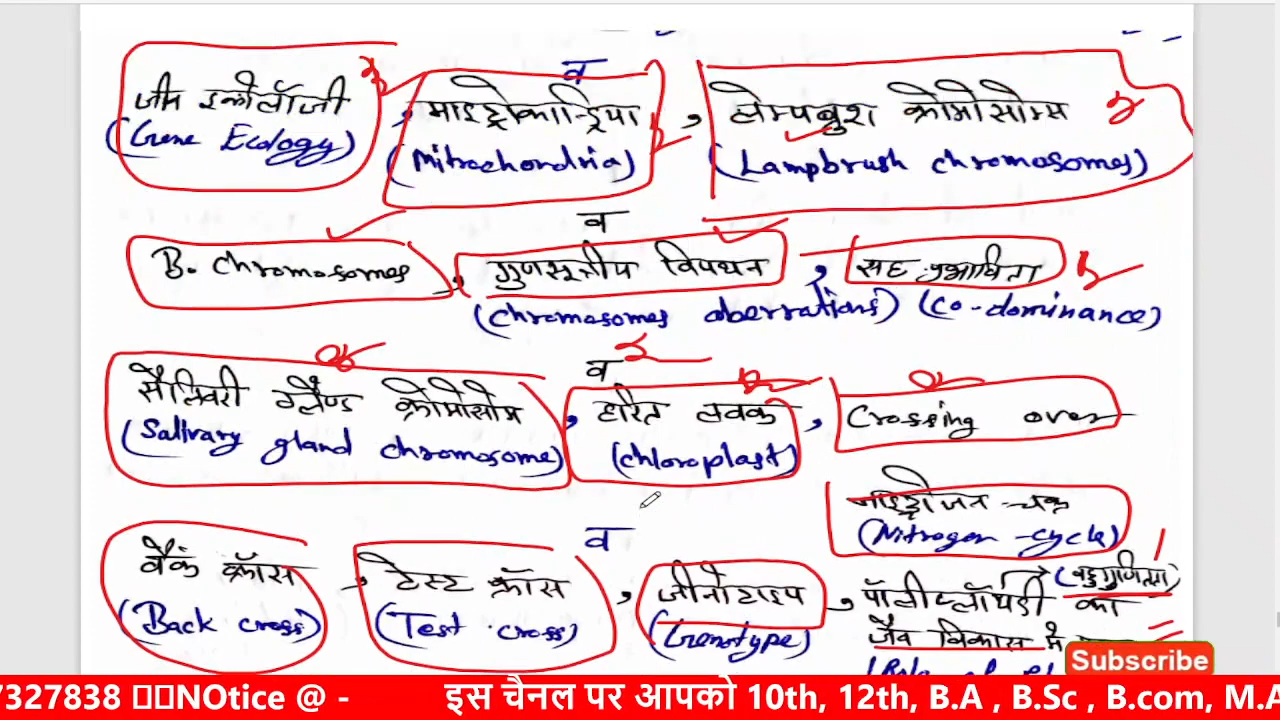 व
जीन इकोलॉजी , माइट्रोकान्ड्रिया , लेम्पब्रुश क्रोमोसोम्स
(Gene Ecology) (Mitrochondria) (Lampbrush chromosomes)
व
B. chromosomes , गुणसूत्रीय विपथन , सह प्रभाविता
(chromosomes aberrations) (Co-dominance)
व
सैलिवरी ग्लैण्ड क्रोमोसोम , हरित लवक , Crossing over
(Salivary gland chromosome) (chloroplast)
नाइट्रोजन चक्र
(Nitrogen-cycle)
व
बैक क्रॉस , टेस्ट क्रॉस , जीनोटाइप , पॉलीप्लॉयडी (बहुगुणिता) का
(Back cross) (Test cross) (Genotype) जैव विकास मे
Subscribe
7327838 NOtice @ - इस चैनल पर आपको 10th, 12th, B.A , B.Sc , B.com, M.A